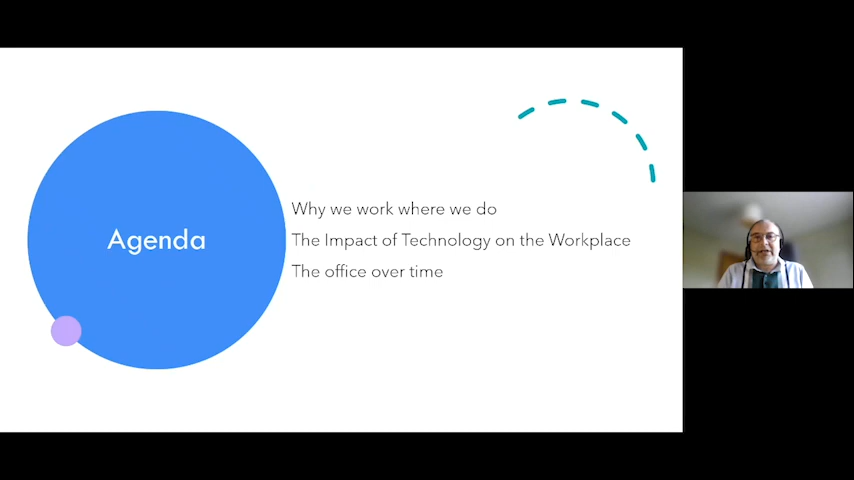 Agenda
Why we work where we do
The Impact of Technology on the Workplace
The office over time